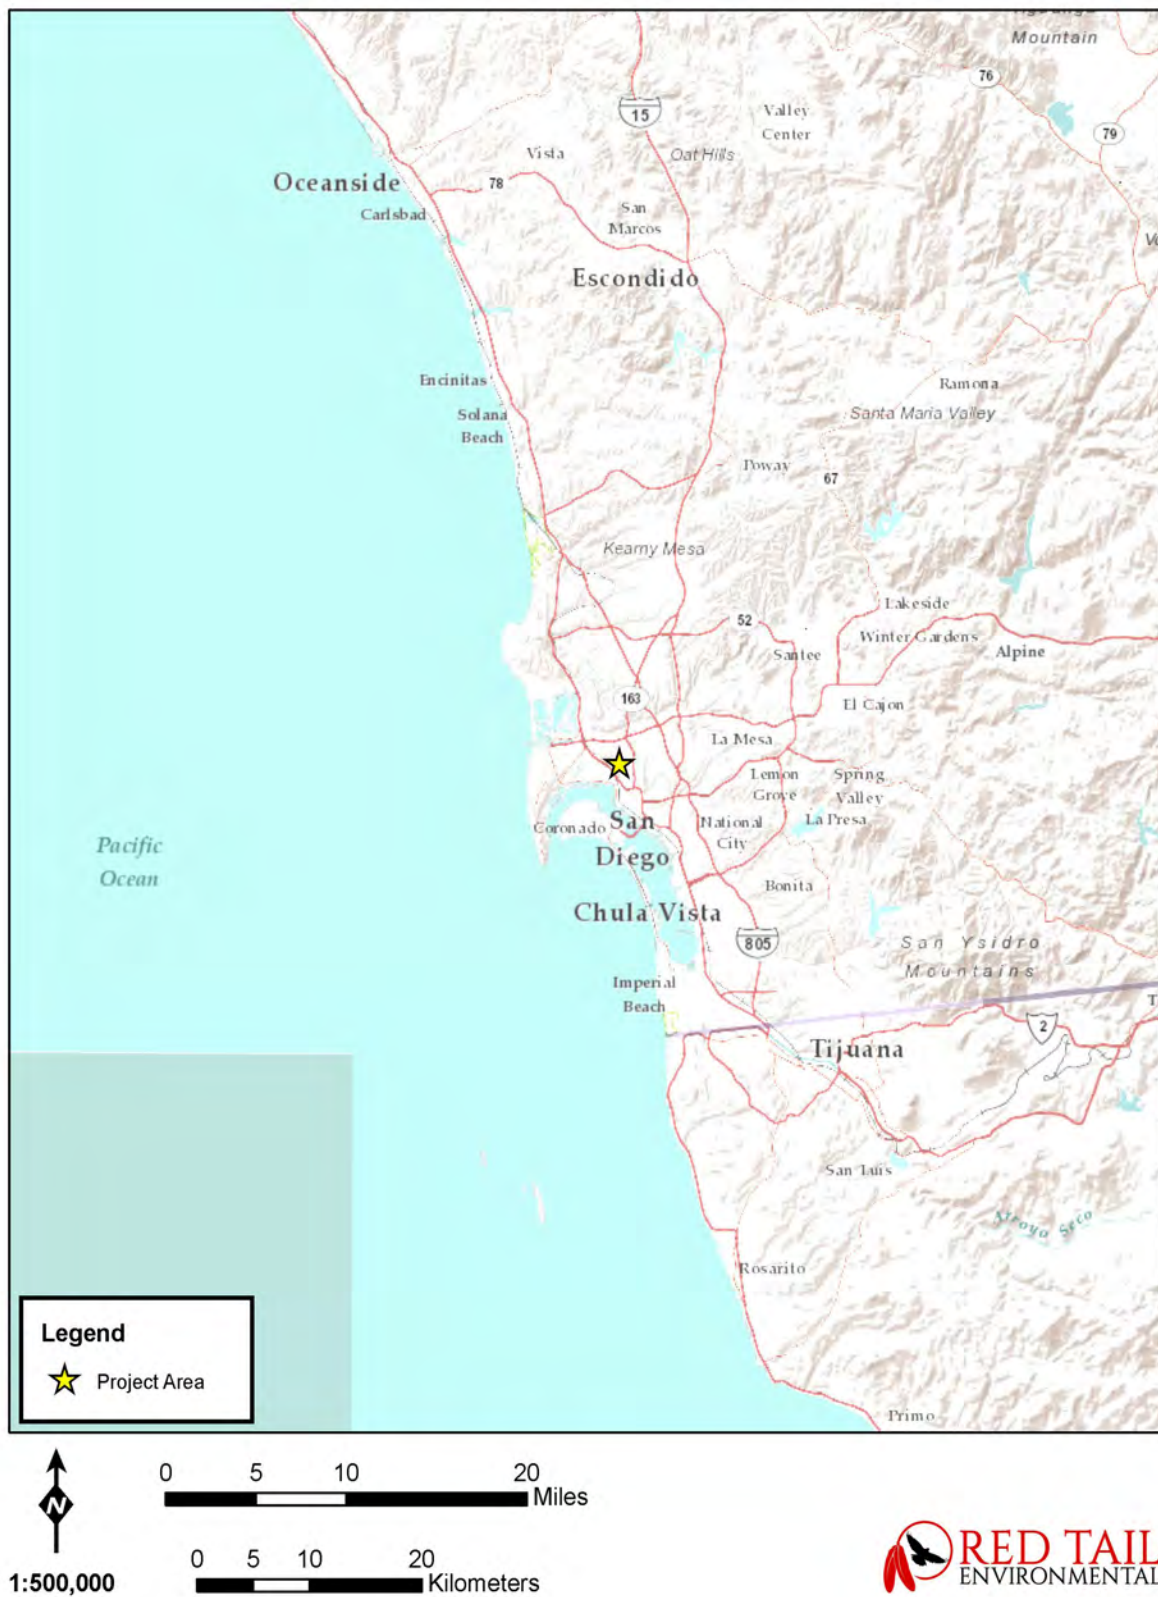 Mountain
76
15
Valley
Center
79
Vista
Oat Hills
Oceanside
78
Carlsbad
San
Marcos
Escondido
Encinitas
Ramona
Solana
Beach
Santa Maria Valley
Poway
67
Kearny Mesa
Lakeside
52
Winter Gardens
Santee
Alpine
163
El Cajon
La Mesa
Lemon
Grove
Spring
Valley
La Presa
Coronado
San
Diego
National
City
Pacific
Ocean
Bonita
Chula Vista
805
San Ysidro
Mountains
Imperial
Beach
2
Tijuana
San Luis
Arroyo Seco
Rosarito
Primo
Legend
Project Area
N
1:500,000
0 5 10 20
Miles
0 5 10 20
Kilometers
RED TAIL
ENVIRONMENTAL